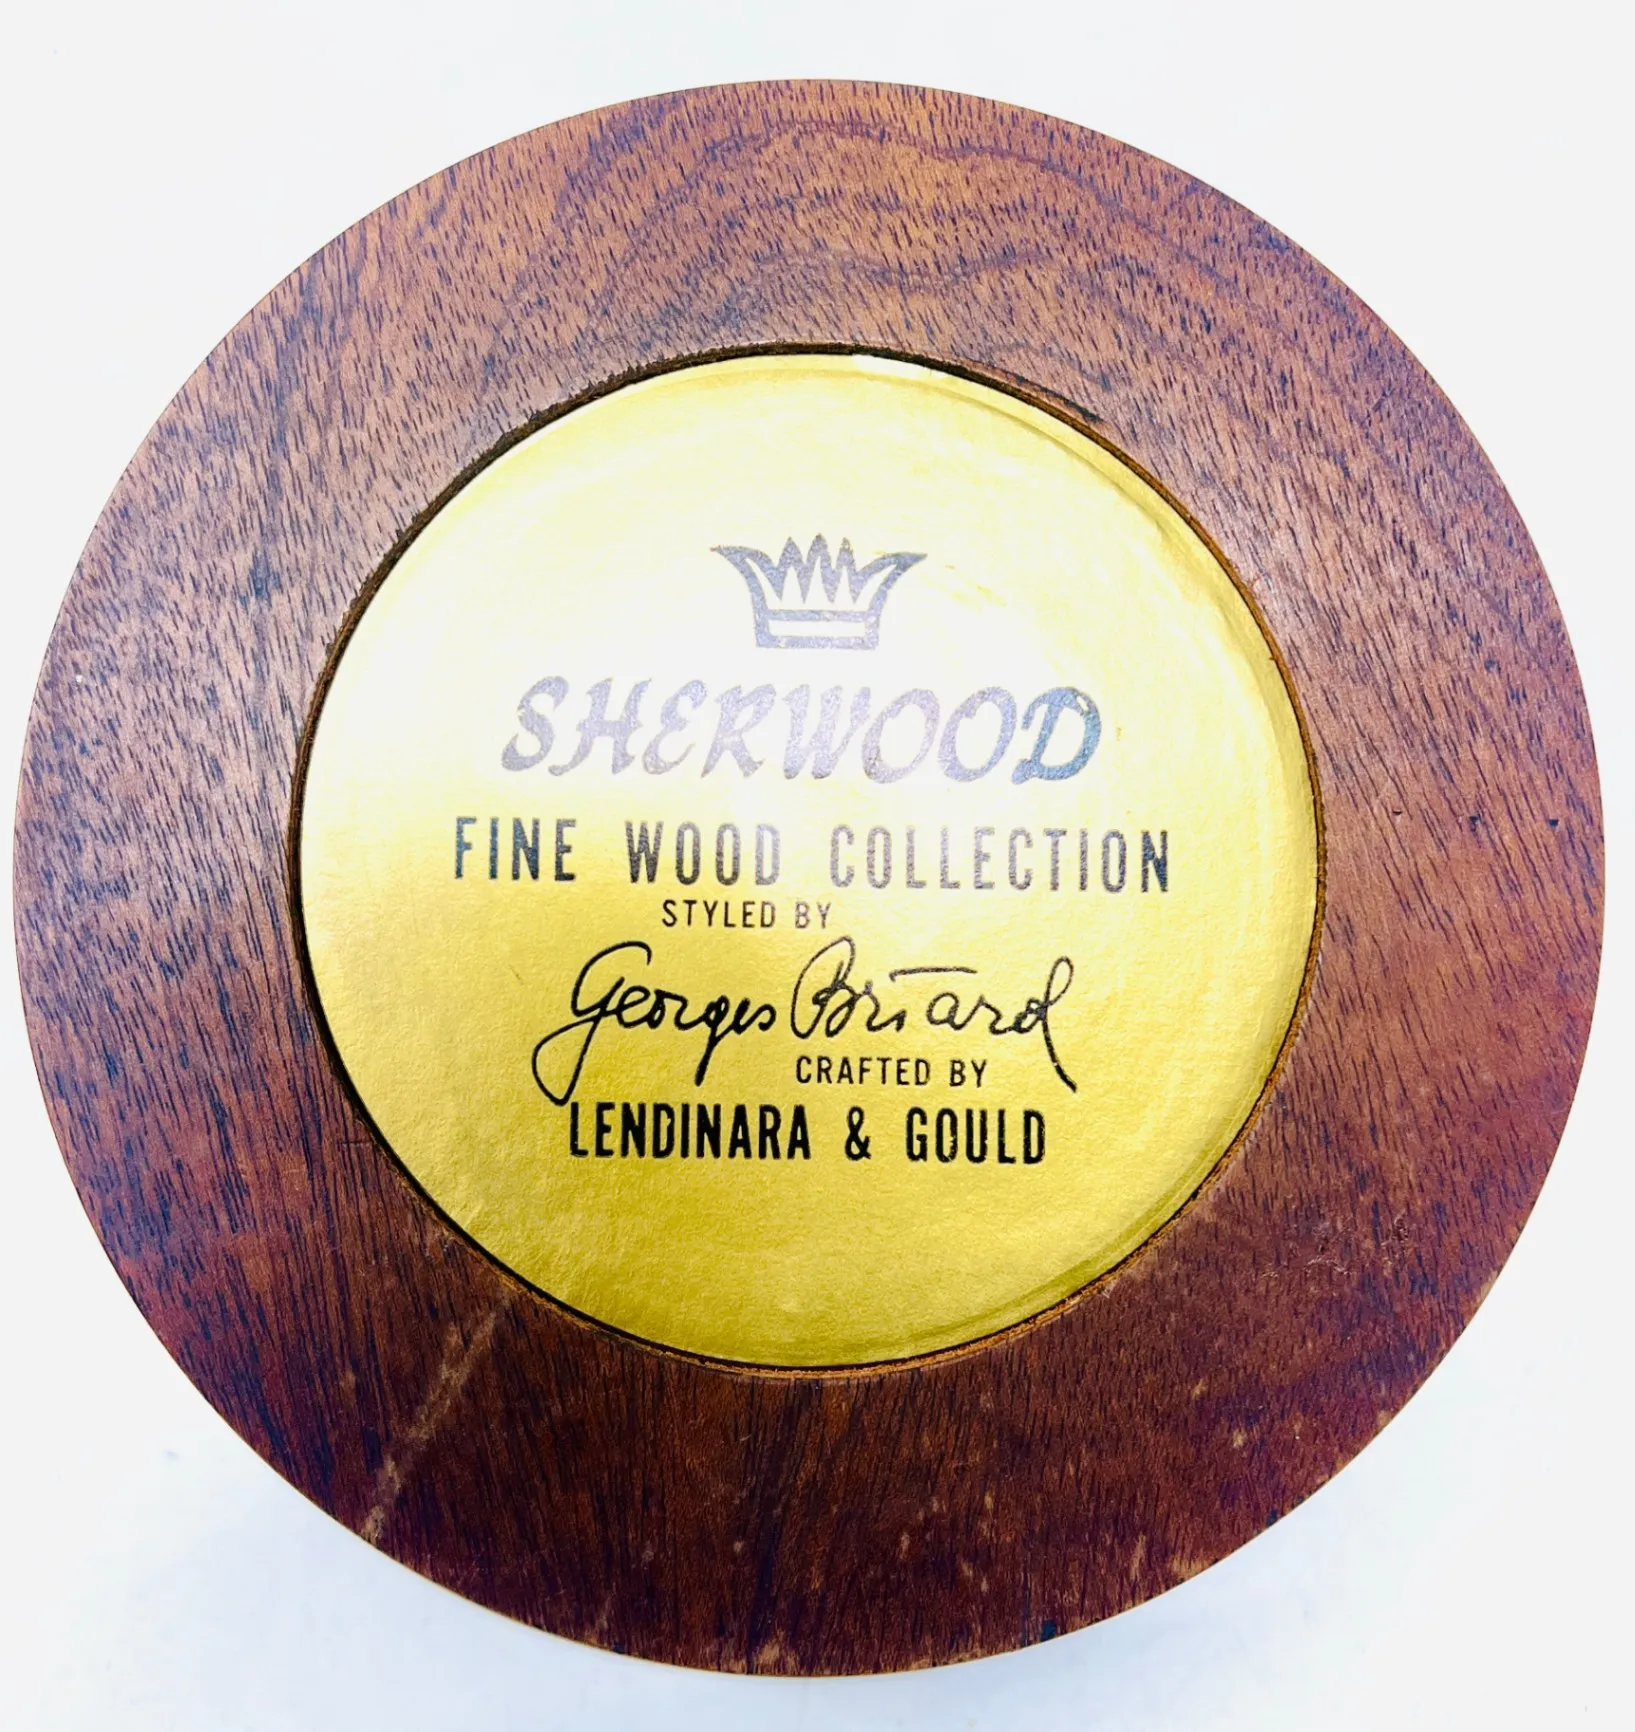 SHERWOOD
FINE WOOD COLLECTION
STYLED BY
Georges Briard
CRAFTED BY
LENDINARA & GOULD